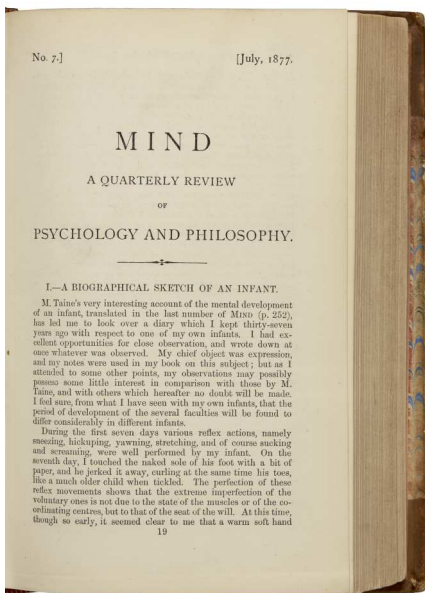 No. 7.] [July, 1877.
MIND
A QUARTERLY REVIEW
OF
PSYCHOLOGY AND PHILOSOPHY.
I.—A BIOGRAPHICAL SKETCH OF AN INFANT.
M. Taine's very interesting account of the mental development
of an infant, translated in the last number of MIND (p. 252),
has led me to look over a diary which I kept thirty-seven
years ago with respect to one of my own infants. I had ex-
cellent opportunities for close observation, and wrote down at
once whatever was observed. My chief object was expression,
and my notes were used in my book on this subject; but as I
attended to some other points, my observations may possibly
possess some little interest in comparison with those by M.
Taine, and with others which hereafter no doubt will be made.
I feel sure, from what I have seen with my own infants, that the
period of development of the several faculties will be found to
differ considerably in different infants.
During the first seven days various reflex actions, namely
sneezing, hickuping, yawning, stretching, and of course sucking
and screaming, were well performed by my infant. On the
seventh day, I touched the naked sole of his foot with a bit of
paper, and he jerked it away, curling at the same time his toes,
like a much older child when tickled. The perfection of these
reflex movements shows that the extreme imperfection of the
voluntary ones is not due to the state of the muscles or of the co-
ordinating centres, but to that of the seat of the will. At this time,
though so early, it seemed clear to me that a warm soft hand
19